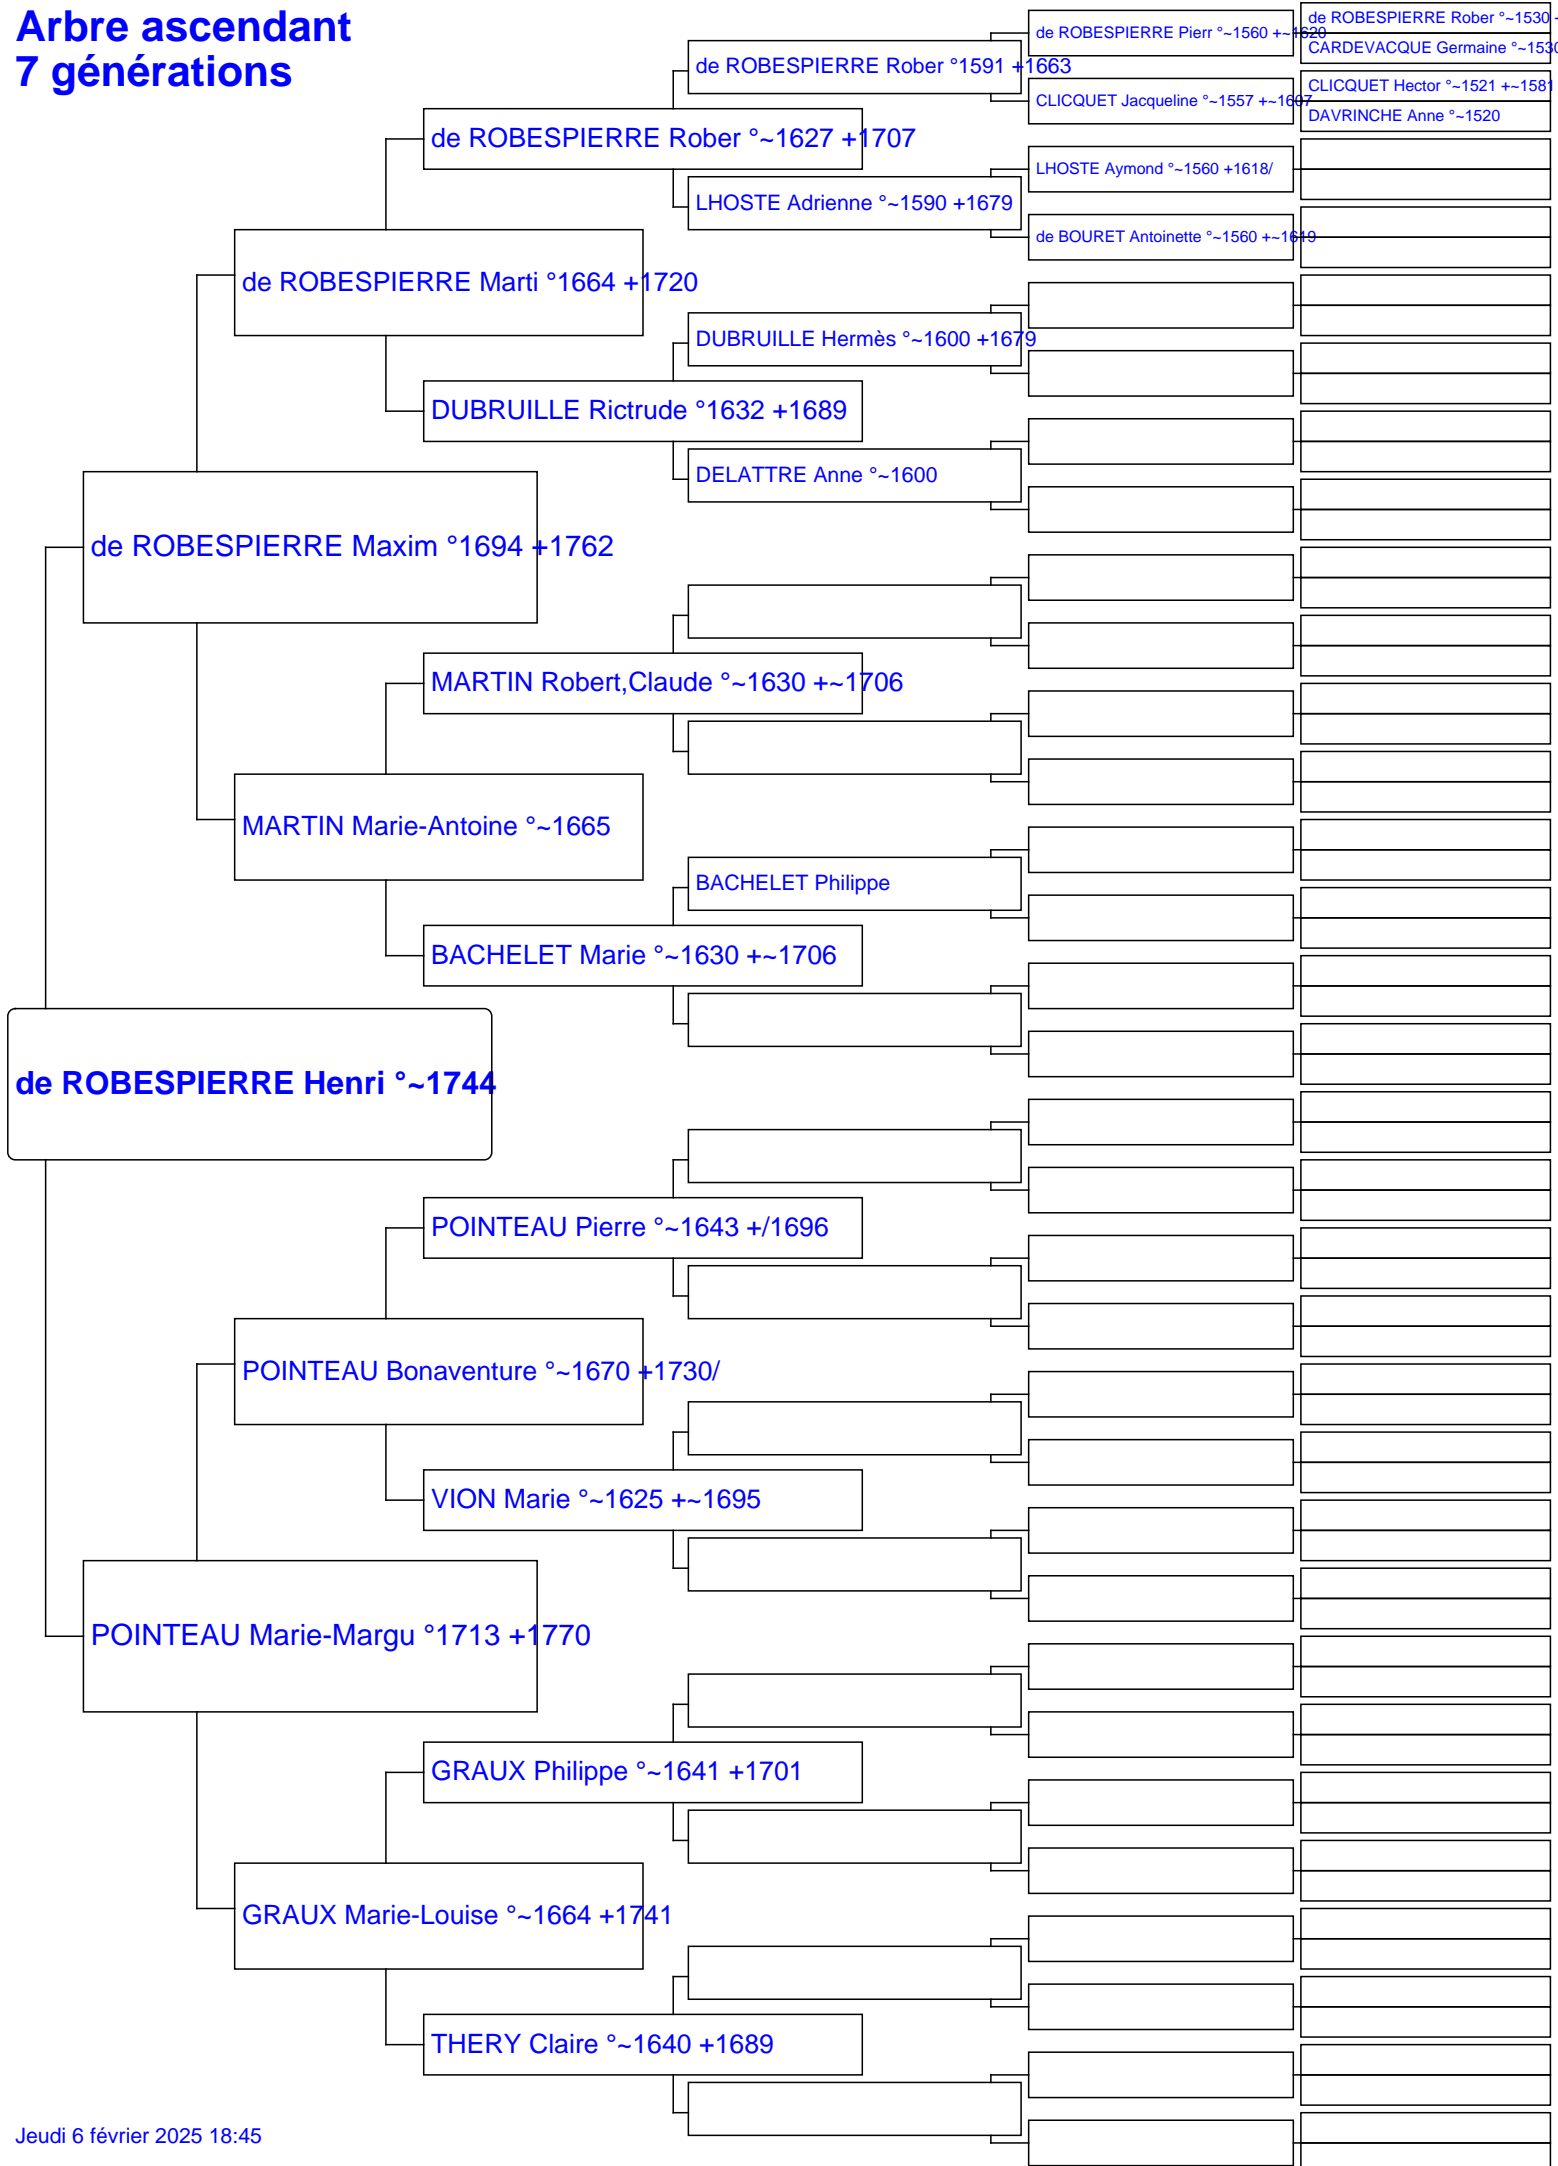 Arbre ascendant
7 générations
de ROBESPIERRE Henri °~1744
de ROBESPIERRE Maxim °1694 +1762
POINTEAU Marie-Margu °1713 +1770
de ROBESPIERRE Marti °1664 +1720
MARTIN Marie-Antoine °~1665
POINTEAU Bonaventure °~1670 +1730/
GRAUX Marie-Louise °~1664 +1741
de ROBESPIERRE Rober °~1627 +1707
DUBRUILLE Rictrude °1632 +1689
MARTIN Robert,Claude °~1630 +~1706
BACHELET Marie °~1630 +~1706
POINTEAU Pierre °~1643 +/1696
VION Marie °~1625 +~1695
GRAUX Philippe °~1641 +1701
THERY Claire °~1640 +1689
de ROBESPIERRE Rober °1591 +1663
LHOSTE Adrienne °~1590 +1679
DUBRUILLE Hermès °~1600 +1679
DELATTRE Anne °~1600
BACHELET Philippe
de ROBESPIERRE Pierr °~1560 +~1620
CLICQUET Jacqueline °~1557 +~1607
LHOSTE Aymond °~1560 +1618/
de BOURET Antoinette °~1560 +~1619
de ROBESPIERRE Rober °~1530 +
CARDEVACQUE Germaine °~1530
CLICQUET Hector °~1521 +~1581
DAVRINCHE Anne °~1520
Jeudi 6 février 2025 18:45